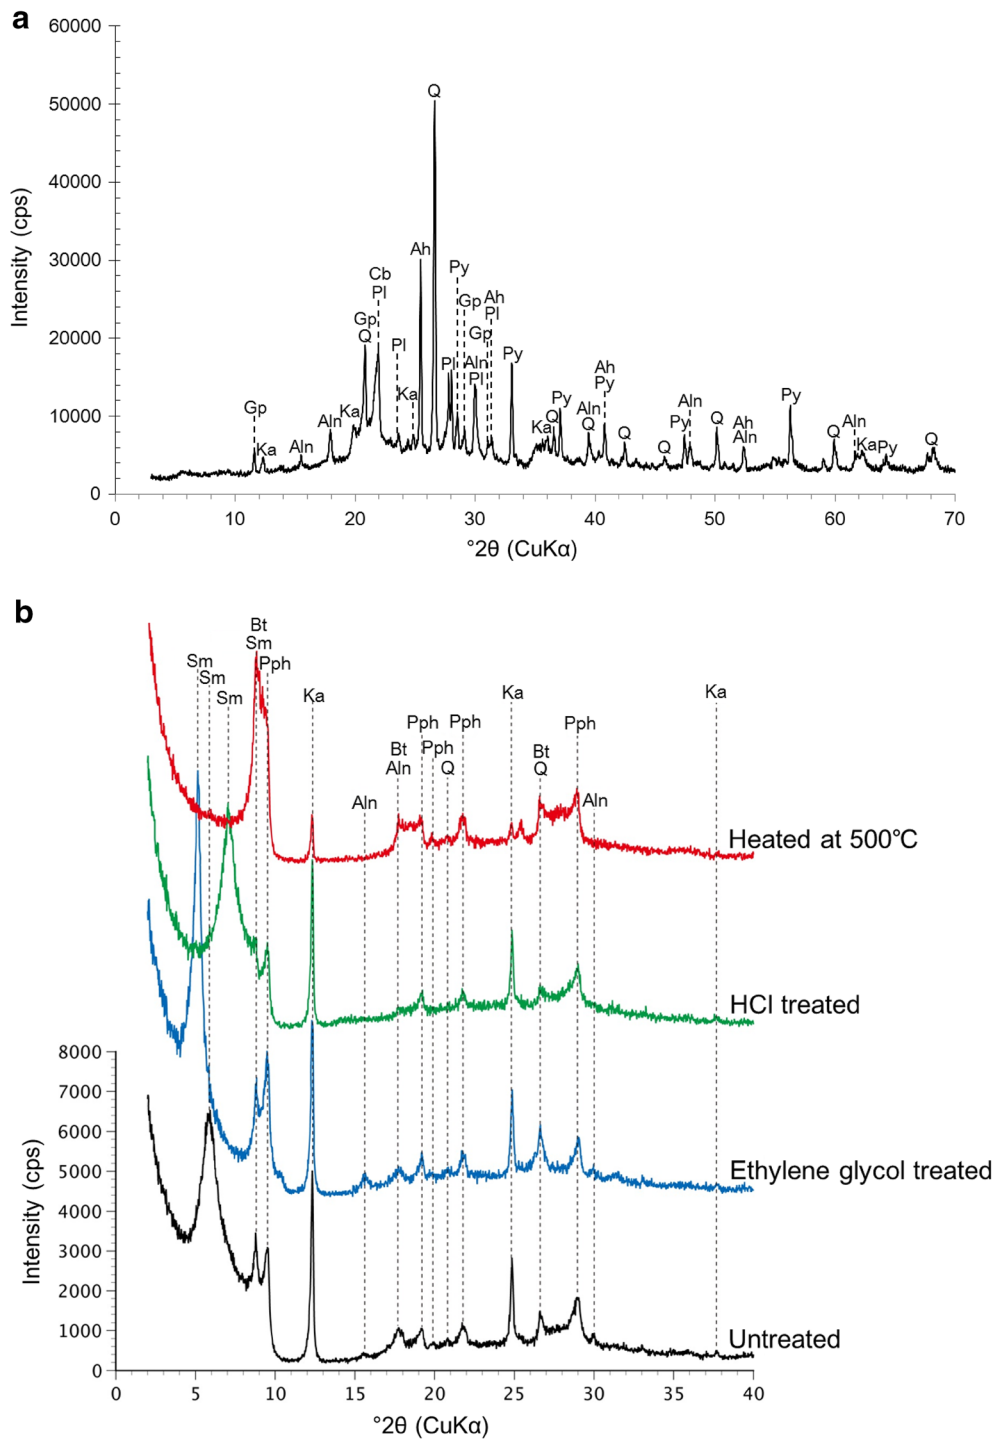 a
60000
50000
40000
30000
20000
10000
0
Intensity (cps)
Gp
Ka
Aln
Aln
Ka
Gp
Q
Cb
Pl
Pl
Ka
Ah
Q
Pl
Py
Gp
Aln
Pl
Gp
Ah
Pl
Py
Ka
Q
Py
Aln
Q
Ah
Py
Q
Q
Py
Aln
Q
Ah
Aln
Py
Q
Aln
Ka
Py
Q
0 10 20 30 40 50 60 70
°2θ (CuKα)
b
Sm
Sm
Sm
Bt
Sm
Pph
Ka
Aln
Bt
Aln
Pph
Pph
Q
Pph
Ka
Bt
Q
Pph
Aln
Ka
Heated at 500°C
HCl treated
Ethylene glycol treated
Untreated
8000
7000
6000
5000
4000
3000
2000
1000
0
Intensity (cps)
0 5 10 15 20 25 30 35 40
°2θ (CuKα)